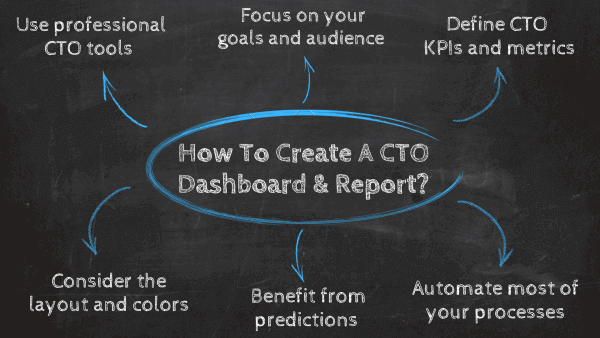 Use professional
CTO tools
Focus on your
goals and audience
Define CTO
KPIs and metrics
How To Create A CTO
Dashboard & Report?
Consider the
layout and colors
Benefit from
predictions
Automate most of
your processes